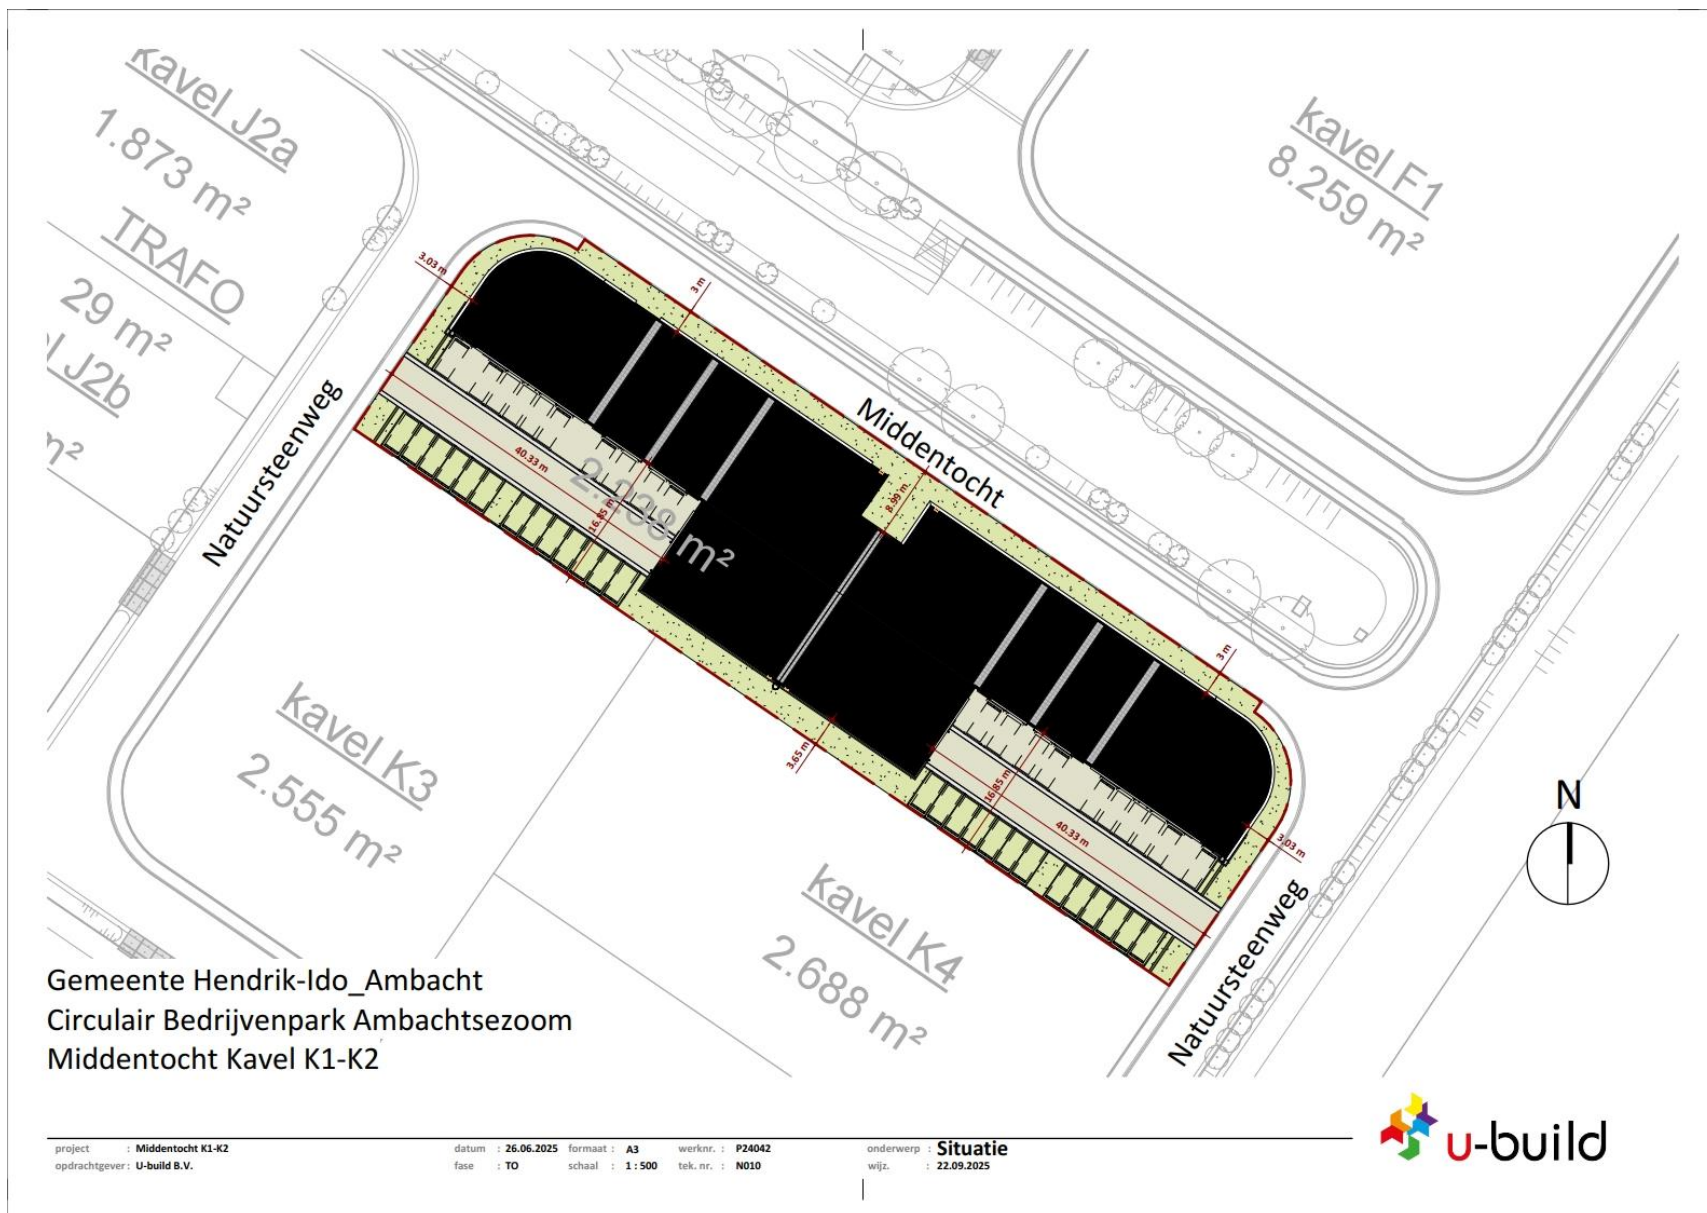 kavel J2a
1.873 m²
TRAFO
29 m²
J2b
m²
kavel F1
8.259 m²
3.03 m
3 m
Middentocht
Natuursteenweg
40.33 m
2.238 m²
16.85 m
8.99 m
3 m
3.65 m
16.85 m
40.33 m
3.03 m
kavel K3
2.555 m²
kavel K4
2.688 m²
Natuursteenweg
N
Gemeente Hendrik-Ido_Ambacht
Circulair Bedrijvenpark Ambachtsezoom
Middentocht Kavel K1-K2
project : Middentocht K1-K2 datum : 26.06.2025 formaat : A3 werknr. : P24042 onderwerp : Situatie
opdrachtgever : U-build B.V. fase : TO schaal : 1 : 500 tek. nr. : N010 wijz. : 22.09.2025
u-build